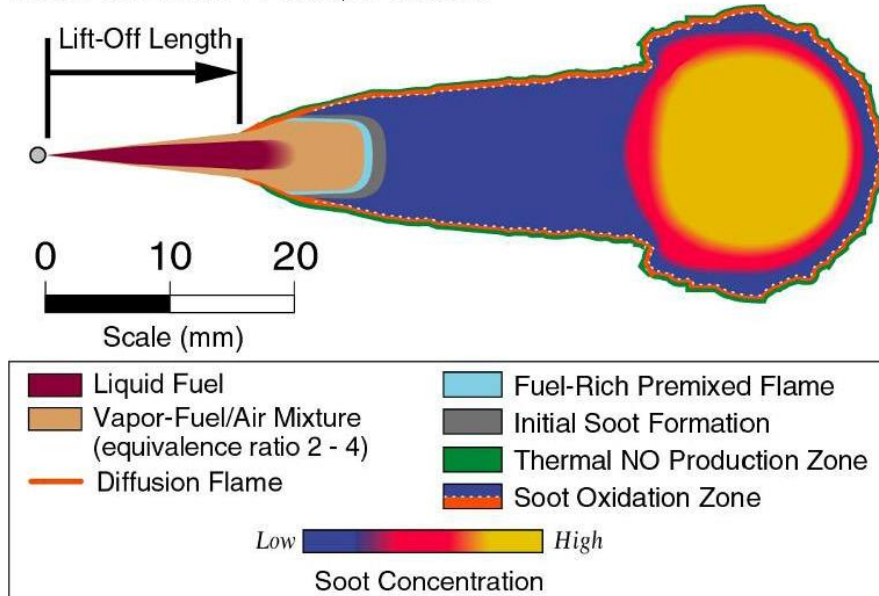 Lift-Off Length
0 10 20
Scale (mm)
Liquid Fuel
Vapor-Fuel/Air Mixture
(equivalence ratio 2 - 4)
Diffusion Flame
Fuel-Rich Premixed Flame
Initial Soot Formation
Thermal NO Production Zone
Soot Oxidation Zone
Low High
Soot Concentration